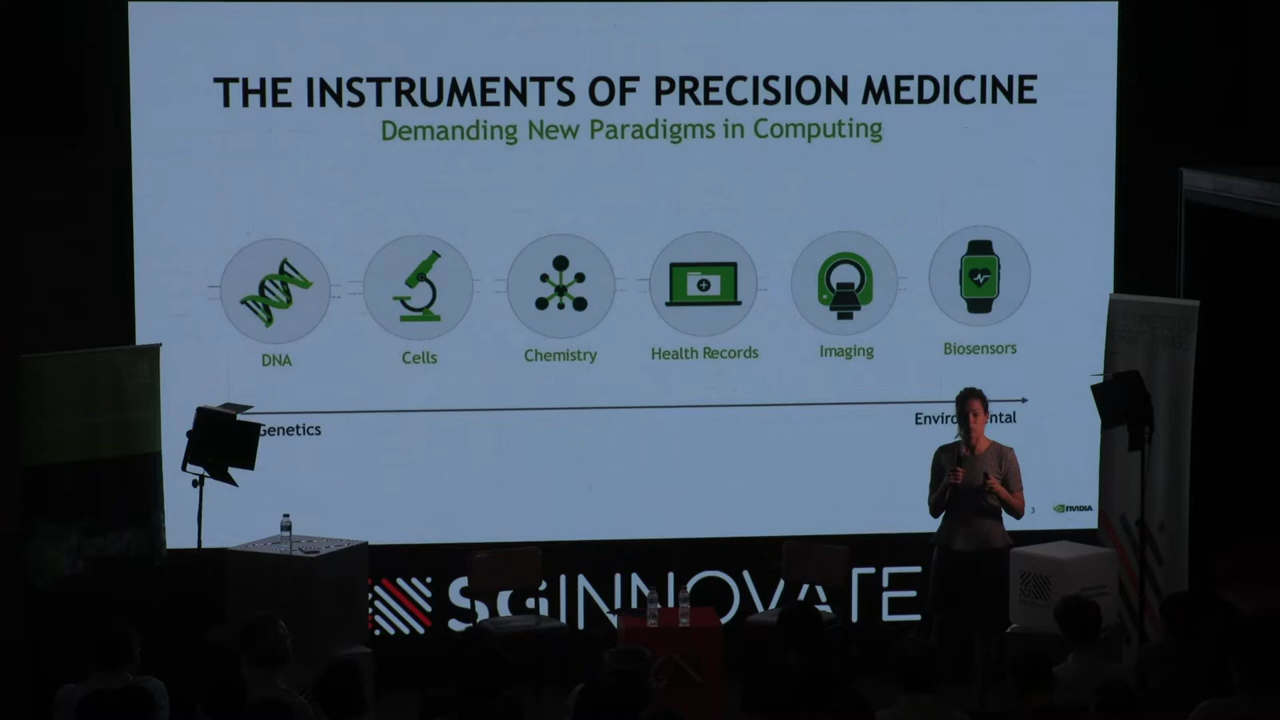 THE INSTRUMENTS OF PRECISION MEDICINE
Demanding New Paradigms in Computing
DNA
Cells
Chemistry
Health Records
Imaging
Biosensors
Genetics
3
NVIDIA
SGINNOVATE